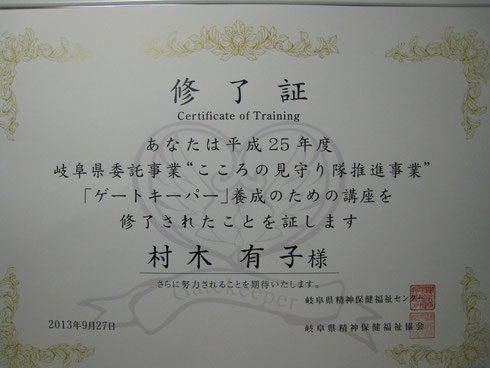 修了証
Certificate of Training
あなたは平成25年度
岐阜県委託事業“こころの見守り隊推進事業”
「ゲートキーパー」養成のための講座を
修了されたことを証します
村木 有子様
さらに努力されることを期待いたします。
Gatekeeper
岐阜県精神保健福祉センター
2013年9月27日
岐阜県精神保健福祉協会